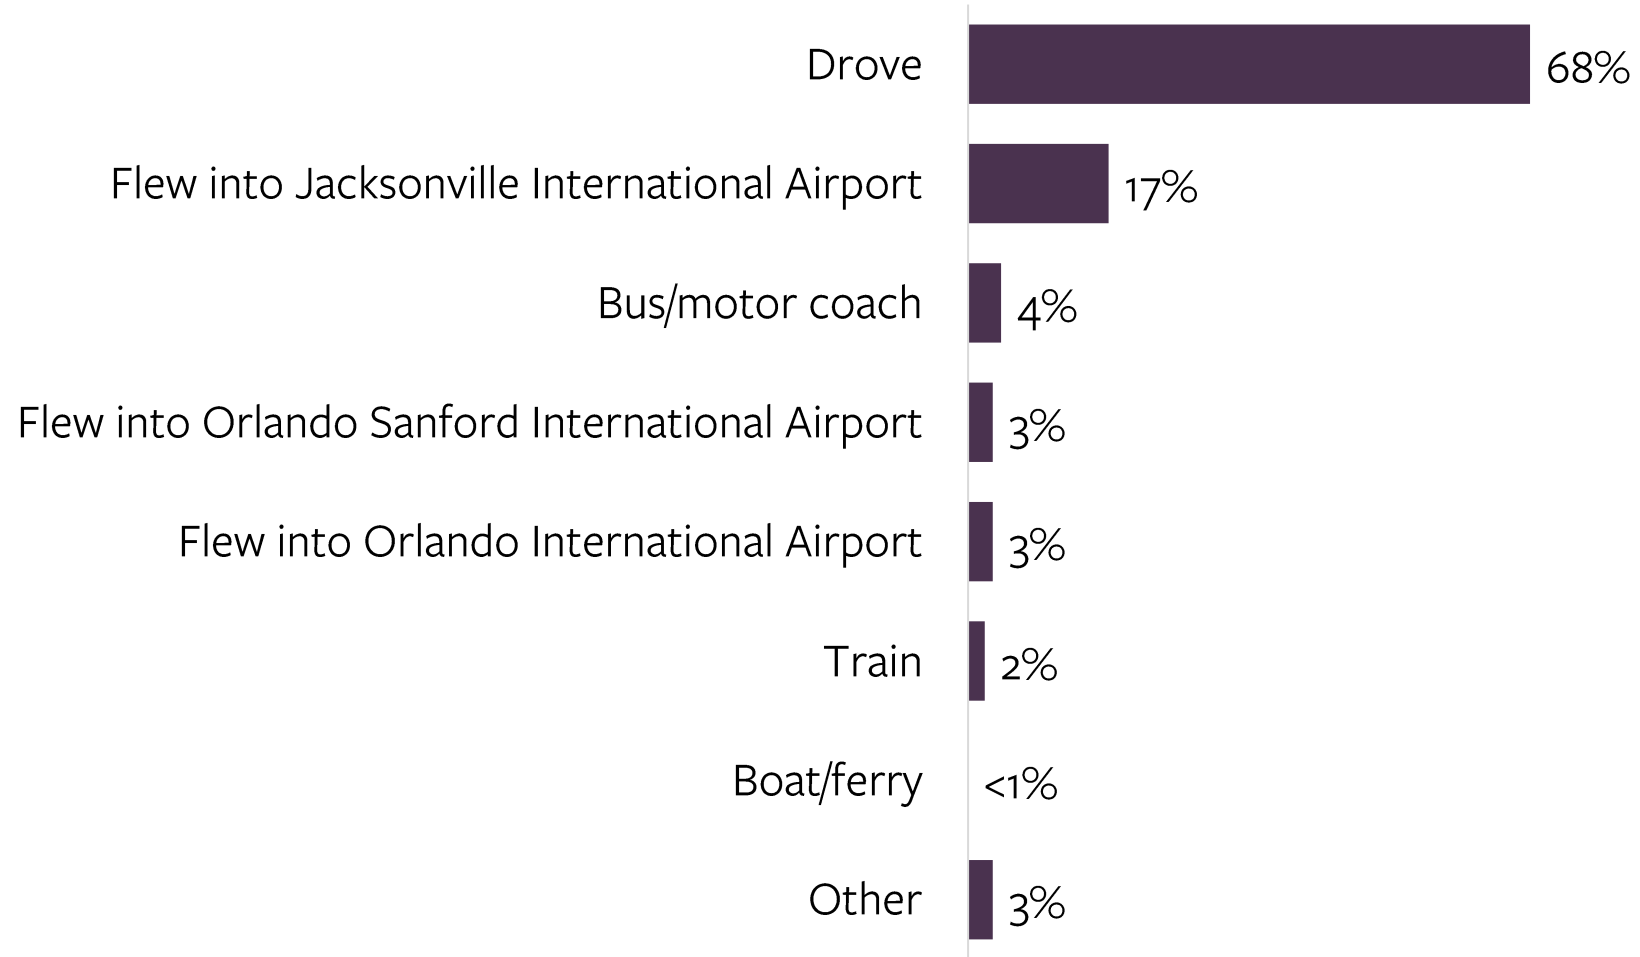 Drove 68%
Flew into Jacksonville International Airport 17%
Bus/motor coach 4%
Flew into Orlando Sanford International Airport 3%
Flew into Orlando International Airport 3%
Train 2%
Boat/ferry <1%
Other 3%